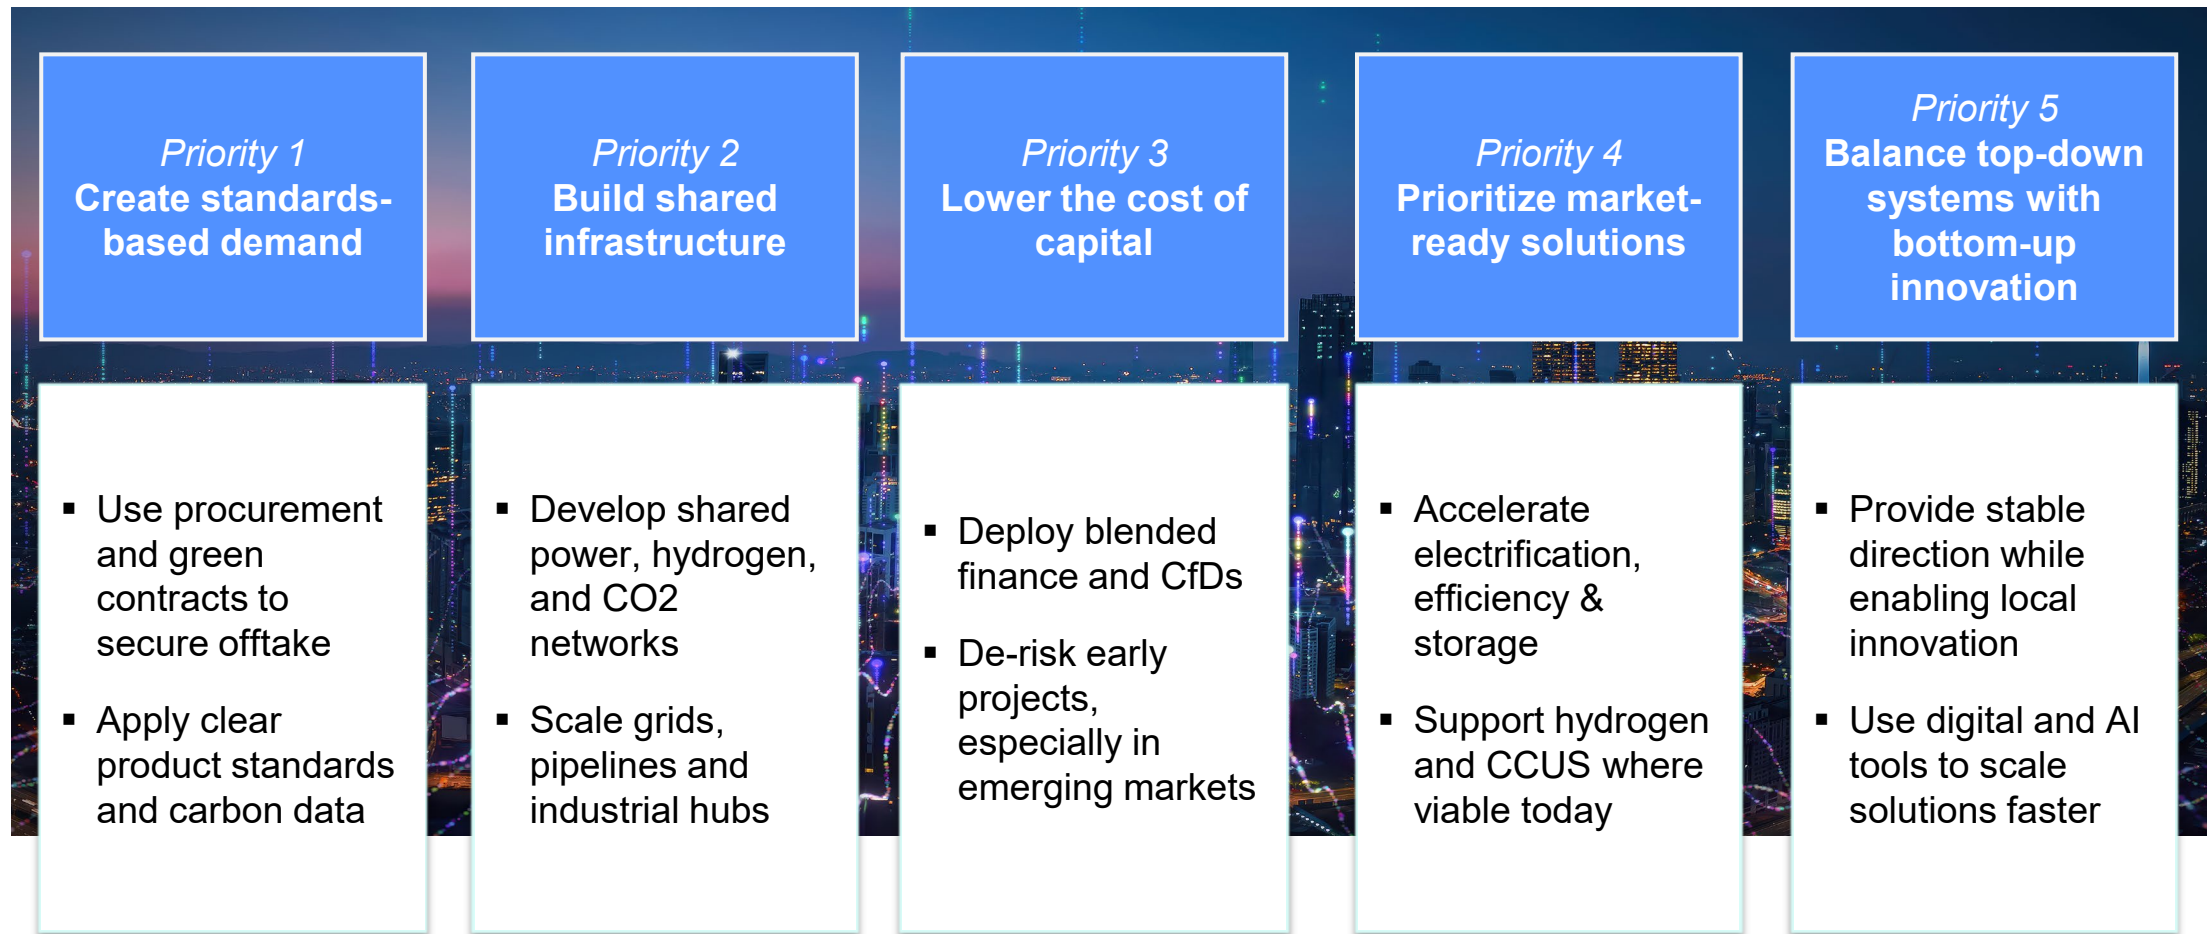 Priority 1
Create standards-
based demand
▪ Use procurement
and green
contracts to
secure offtake
▪ Apply clear
product standards
and carbon data
Priority 2
Build shared
infrastructure
▪ Develop shared
power, hydrogen,
and CO2
networks
▪ Scale grids,
pipelines and
industrial hubs
Priority 3
Lower the cost of
capital
▪ Deploy blended
finance and CfDs
▪ De-risk early
projects,
especially in
emerging markets
Priority 4
Prioritize market-
ready solutions
▪ Accelerate
electrification,
efficiency &
storage
▪ Support hydrogen
and CCUS where
viable today
Priority 5
Balance top-down
systems with
bottom-up
innovation
▪ Provide stable
direction while
enabling local
innovation
▪ Use digital and AI
tools to scale
solutions faster